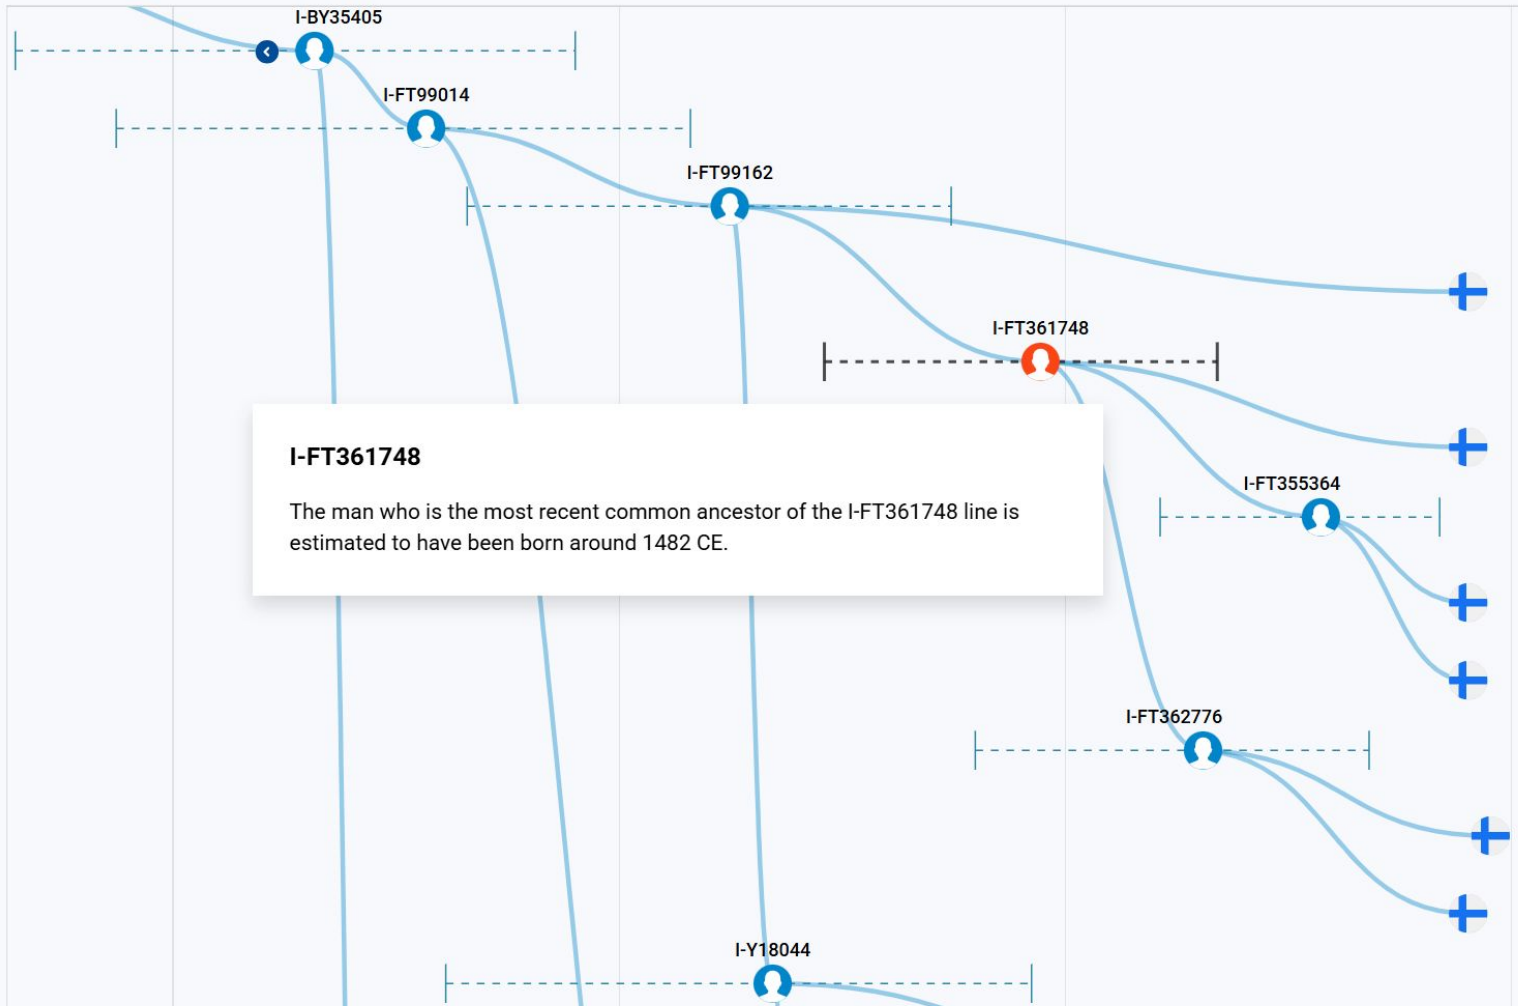 I-BY35405
I-FT99014
I-FT99162
I-FT361748
I-FT361748
The man who is the most recent common ancestor of the I-FT361748 line is
estimated to have been born around 1482 CE.
I-FT355364
I-FT362776
I-Y18044